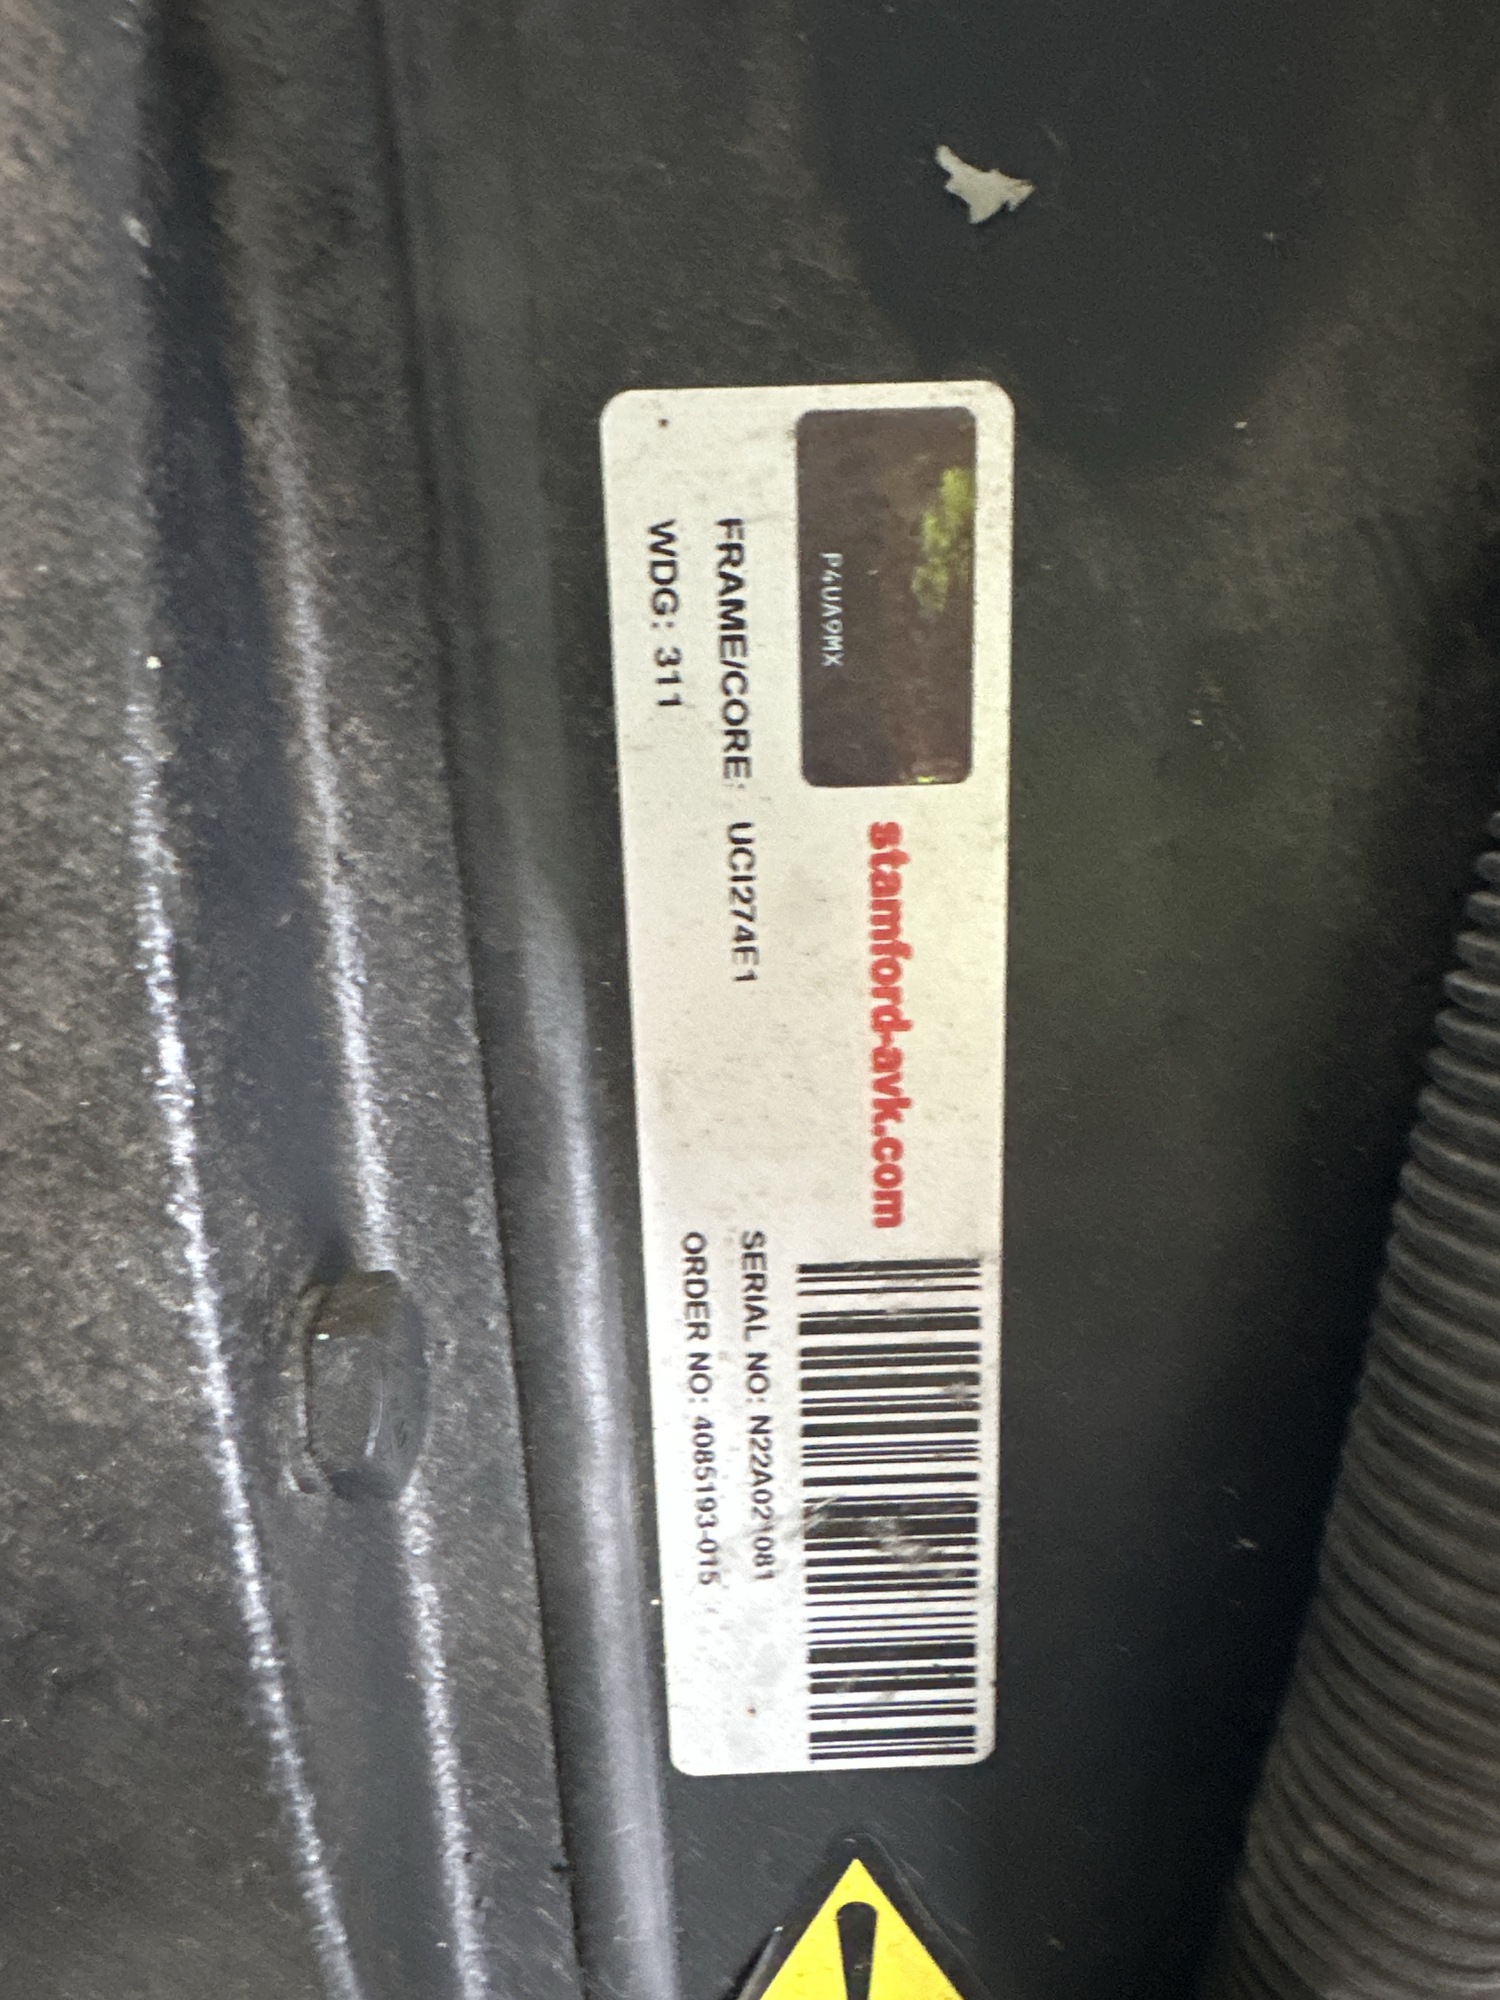 P4UA9MX
stamford-avk.com
FRAME/CORE: UCI274E1
WDG: 311
SERIAL NO: N22A021081
ORDER NO: 4085193-015
!